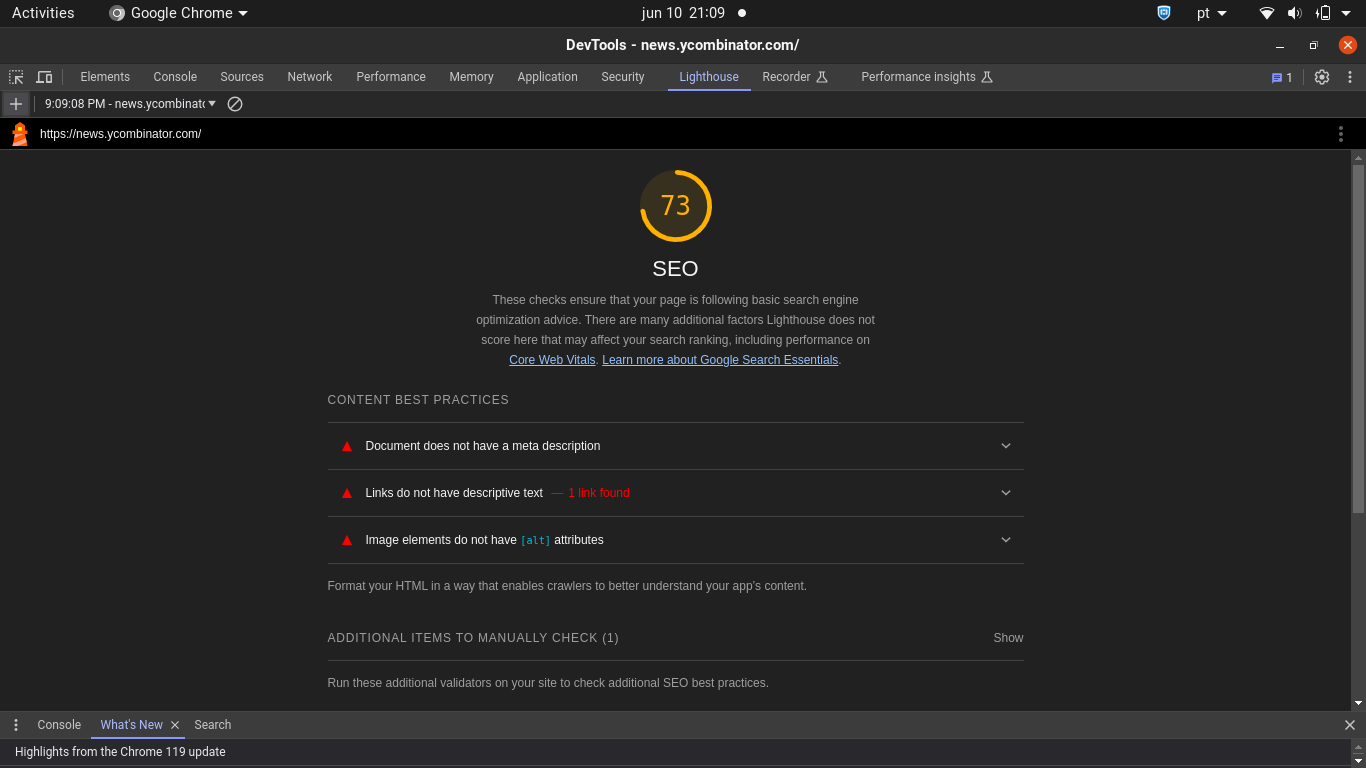 Activities Google Chrome jun 10 21:09 pt
DevTools - news.ycombinator.com/
Elements Console Sources Network Performance Memory Application Security Lighthouse Recorder Performance insights 1
9:09:08 PM - news.ycombinato
https://news.ycombinator.com/
73
SEO
These checks ensure that your page is following basic search engine
optimization advice. There are many additional factors Lighthouse does not
score here that may affect your search ranking, including performance on
Core Web Vitals. Learn more about Google Search Essentials.
CONTENT BEST PRACTICES
Document does not have a meta description
Links do not have descriptive text — 1 link found
Image elements do not have [alt] attributes
Format your HTML in a way that enables crawlers to better understand your app's content.
ADDITIONAL ITEMS TO MANUALLY CHECK (1) Show
Run these additional validators on your site to check additional SEO best practices.
Console What's New Search
Highlights from the Chrome 119 update